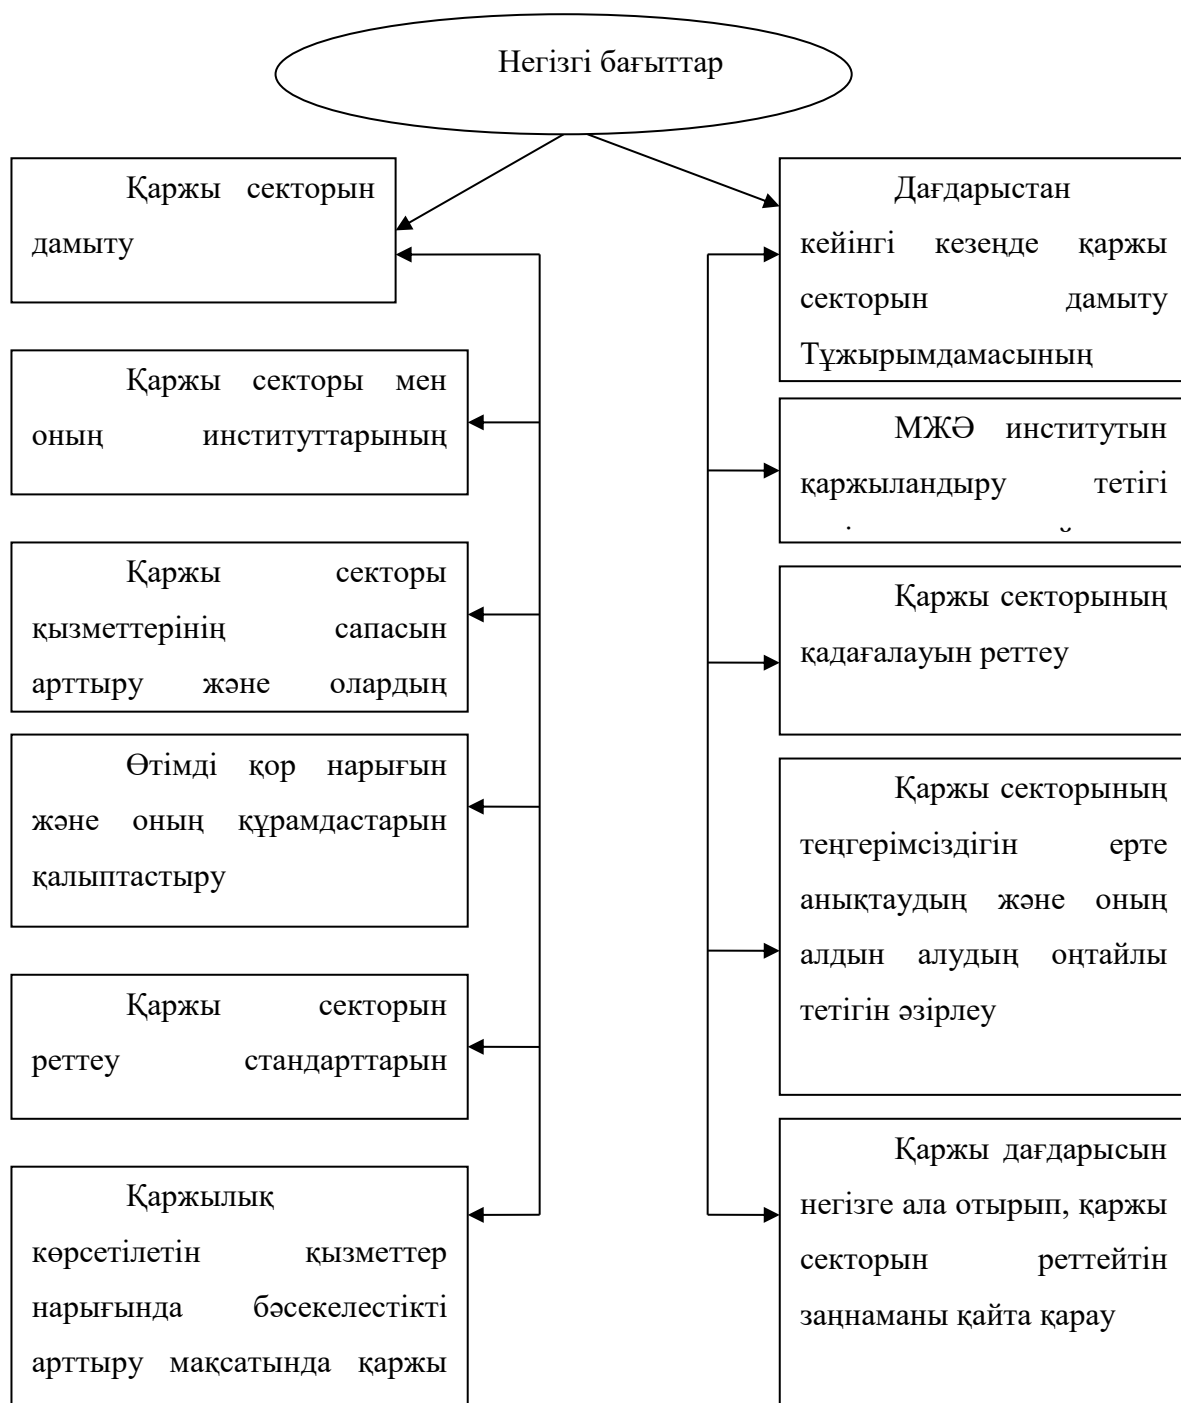 Негізгі бағыттар
Қаржы секторын
дамыту
Қаржы секторы мен
оның институттарының
Қаржы секторы
қызметтерінің сапасын
арттыру және олардың
Өтімді қор нарығын
және оның құрамдастарын
қалыптастыру
Қаржы секторын
реттеу стандарттарын
Қаржылық
көрсетілетін қызметтер
нарығында бәсекелестікті
арттыру мақсатында қаржы
Дағдарыстан
кейінгі кезеңде қаржы
секторын дамыту
Тұжырымдамасының
МЖӘ институтын
қаржыландыру тетігі
Қаржы секторының
қадағалауын реттеу
Қаржы секторының
теңгерімсіздігін ерте
анықтаудың және оның
алдын алудың оңтайлы
тетігін әзірлеу
Қаржы дағдарысын
негізге ала отырып, қаржы
секторын реттейтін
заңнаманы қайта қарау